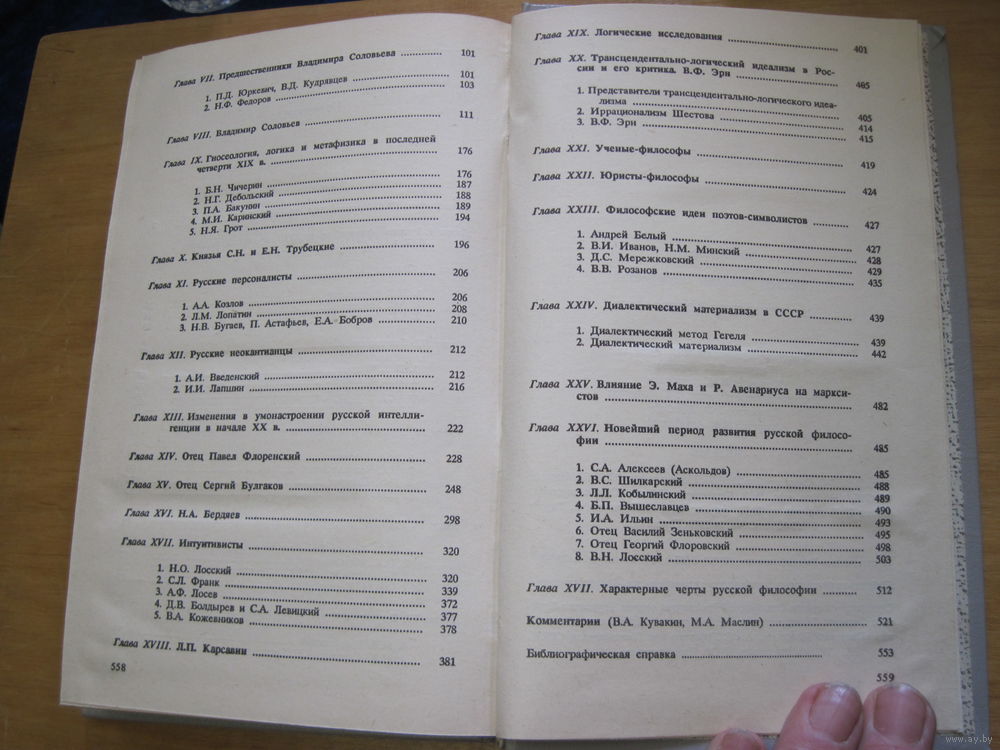 Глава VII. Предшественники Владимира Соловьева 101
1. П.Д. Юркевич, В.Д. Кудрявцев 101
2. Н.Ф. Федоров 103
Глава VIII. Владимир Соловьев 111
Глава IX. Гносеология, логика и метафизика в последней
четверти XIX в. 176
1. Б.Н. Чичерин 176
2. Н.Г. Дебольский 187
3. П.А. Бакунин 188
4. М.И. Каринский 189
5. Н.Я. Грот 194
Глава X. Князья С.Н. и Е.Н. Трубецкие 196
Глава XI. Русские персоналисты 206
1. А.А. Козлов 206
2. Л.М. Лопатин 208
3. Н.В. Бугаев, П. Астафьев, Е.А. Бобров 210
Глава XII. Русские неокантианцы 212
1. А.И. Введенский 212
2. И.И. Лапшин 216
Глава XIII. Изменения в умонастроении русской интелли-
генции в начале XX в. 222
Глава XIV. Отец Павел Флоренский 228
Глава XV. Отец Сергий Булгаков 248
Глава XVI. Н.А. Бердяев 298
Глава XVII. Интуитивисты 320
1. Н.О. Лосский 320
2. С.Л. Франк 339
3. А.Ф. Лосев 372
4. Д.В. Болдырев и С.А. Левицкий 377
5. В.А. Кожевников 378
Глава XVIII. Л.П. Карсавин 381
558
Глава XIX. Логические исследования 401
Глава XX. Трансцендентально-логический идеализм в Рос-
сии и его критика. В.Ф. Эрн 405
1. Представители трансцендентально-логического идеа-
лизма 405
2. Иррационализм Шестова 414
3. В.Ф. Эрн 415
Глава XXI. Ученые-философы 419
Глава XXII. Юристы-философы 424
Глава XXIII. Философские идеи поэтов-символистов 427
1. Андрей Белый 427
2. В.И. Иванов, Н.М. Минский 428
3. Д.С. Мережковский 429
4. В.В. Розанов 435
Глава XXIV. Диалектический материализм в СССР 439
1. Диалектический метод Гегеля 439
2. Диалектический материализм 442
Глава XXV. Влияние Э. Маха и Р. Авенариуса на маркси-
стов 482
Глава XXVI. Новейший период развития русской филосо-
фии 485
1. С.А. Алексеев (Аскольдов) 485
2. В.С. Шилкарский 488
3. Л.Л. Кобылинский 489
4. Б.П. Вышеславцев 490
5. И.А. Ильин 493
6. Отец Василий Зеньковский 495
7. Отец Георгий Флоровский 498
8. В.Н. Лосский 503
Глава XVII. Характерные черты русской философии 512
Комментарии (В.А. Кувакин, М.А. Маслин) 521
Библиографическая справка 553
559
www.ay.by